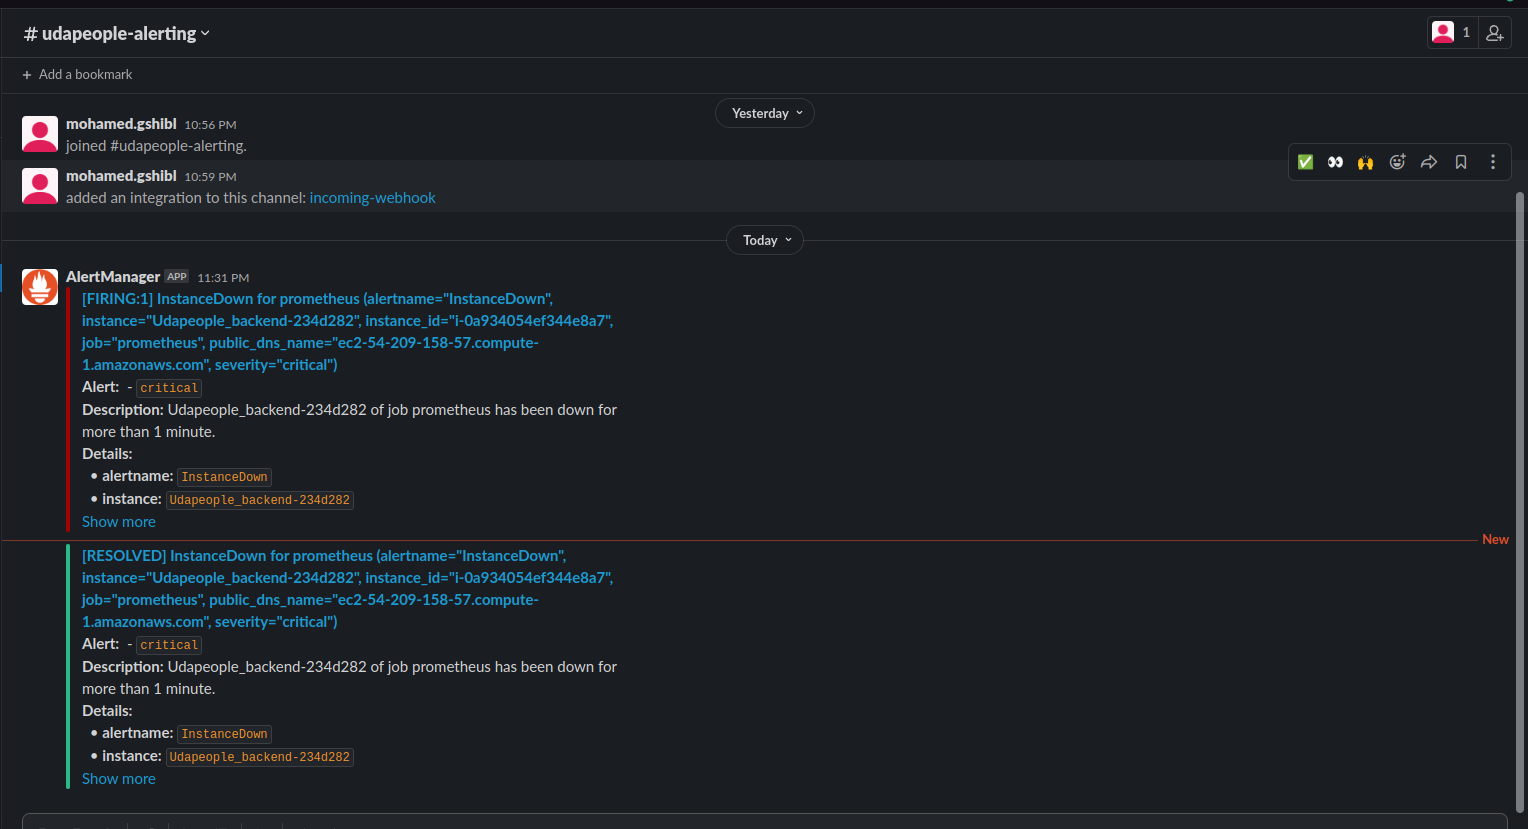 # udapeople-alerting
1
+ Add a bookmark
Yesterday
mohamed.gshibl 10:56 PM
joined #udapeople-alerting.
mohamed.gshibl 10:59 PM
added an integration to this channel: incoming-webhook
Today
AlertManager APP 11:31 PM
[FIRING:1] InstanceDown for prometheus (alertname="InstanceDown",
instance="Udapeople_backend-234d282", instance_id="i-0a934054ef344e8a7",
job="prometheus", public_dns_name="ec2-54-209-158-57.compute-
1.amazonaws.com", severity="critical")
Alert: - critical
Description: Udapeople_backend-234d282 of job prometheus has been down for
more than 1 minute.
Details:
• alertname: InstanceDown
• instance: Udapeople_backend-234d282
Show more
New
[RESOLVED] InstanceDown for prometheus (alertname="InstanceDown",
instance="Udapeople_backend-234d282", instance_id="i-0a934054ef344e8a7",
job="prometheus", public_dns_name="ec2-54-209-158-57.compute-
1.amazonaws.com", severity="critical")
Alert: - critical
Description: Udapeople_backend-234d282 of job prometheus has been down for
more than 1 minute.
Details:
• alertname: InstanceDown
• instance: Udapeople_backend-234d282
Show more